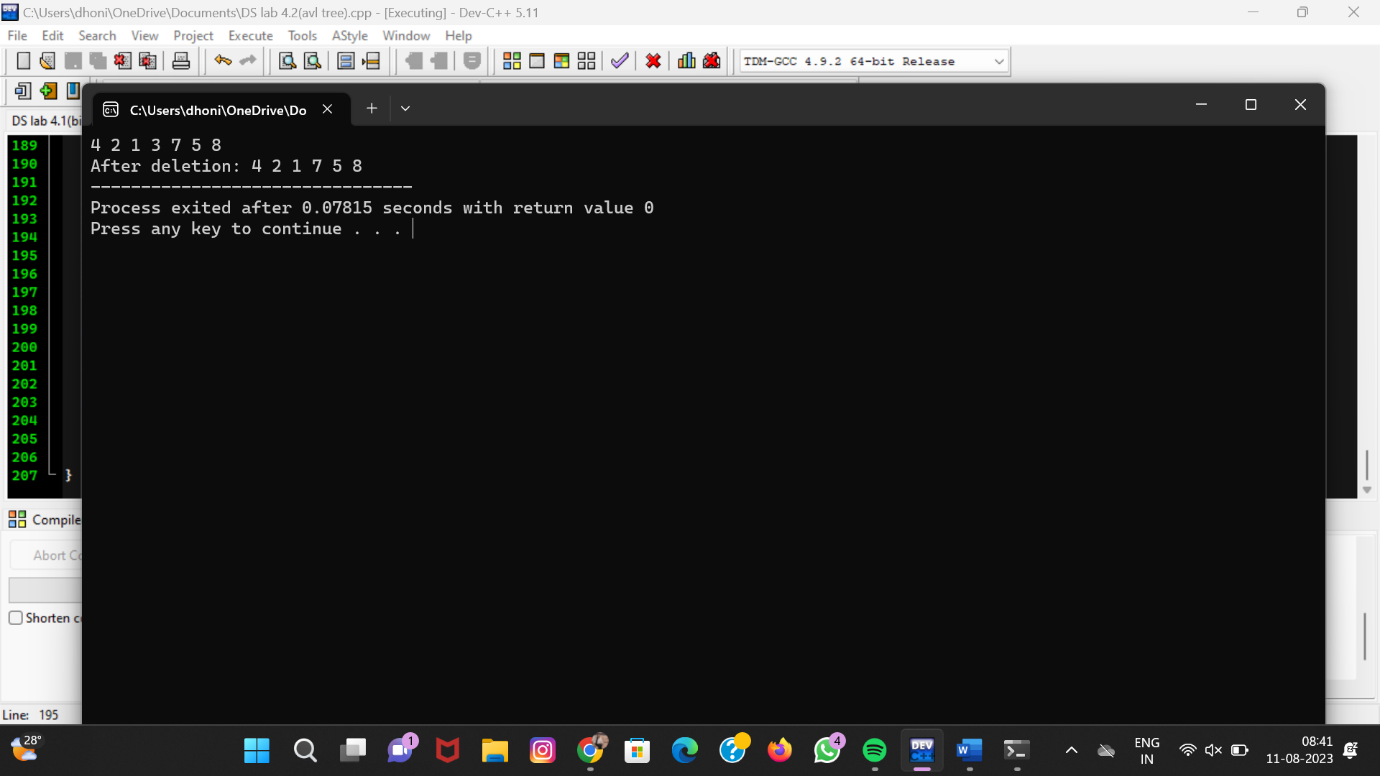 C:\Users\dhoni\OneDrive\Documents\DS lab 4.2(avl tree).cpp - [Executing] - Dev-C++ 5.11
File Edit Search View Project Execute Tools AStyle Window Help
TDM-GCC 4.9.2 64-bit Release
DS lab 4.1(bi
C:\Users\dhoni\OneDrive\Do
4 2 1 3 7 5 8
After deletion: 4 2 1 7 5 8
--------------------------------
Process exited after 0.07815 seconds with return value 0
Press any key to continue . . .
189
190
191
192
193
194
195
196
197
198
199
200
201
202
203
204
205
206
207 }
Compile
Abort Co
Shorten co
Line: 195
28°
1
4
DEV
C++
W
ENG
IN
08:41
11-08-2023